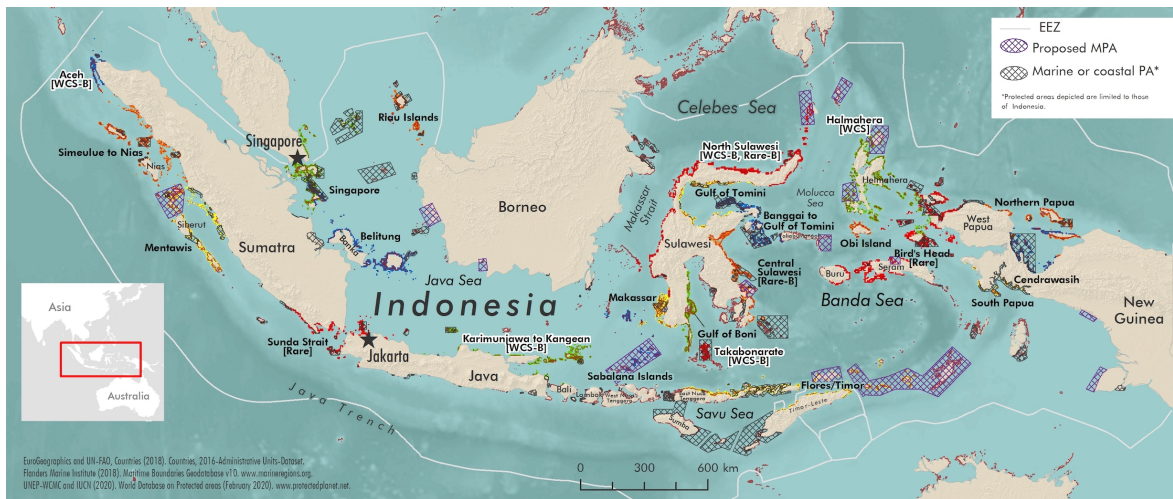 EEZ
Proposed MPA
Marine or coastal PA*
*Protected areas depicted are limited to those
of Indonesia.
Aceh
[WCS-B]
Riau Islands
Celebes Sea
Halmahera
[WCS]
Singapore
Simeulue to Nias
Nias
Singapore
North Sulawesi
[WCS-B, Rare-B]
Halmahera
Makassar
Strait
Gulf of Tomini
Molucca
Sea
Northern Papua
Siberut
Borneo
Banggai to
Gulf of Tomini
West
Papua
Mentawis
Sumatra
Bangka
Belitung
Sulawesi
Obi Island
Bird's Head
[Rare]
Central
Sulawesi
[Rare-B]
Buru
Seram
Cendrawasih
Java Sea
Asia
Indonesia
Makassar
Banda Sea
South Papua
New
Guinea
Sunda Strait
[Rare]
Jakarta
Karimunjawa to Kangean
[WCS-B]
Gulf of Boni
Takabonarate
[WCS-B]
Java
Sabalana Islands
Australia
Bali
Lombok
West Nusa
Tenggara
East Nusa
Tenggara
Flores/Timor
Java Trench
Savu Sea
Timor-Leste
Sumba
0 300 600 km
EuroGeographics and UN-FAO, Countries (2018). Countries, 2016-Administrative Units-Dataset.
Flanders Marine Institute (2018). Maritime Boundaries Geodatabase v10. www.marineregions.org.
UNEP-WCMC and IUCN (2020). World Database on Protected areas (February 2020). www.protectedplanet.net.